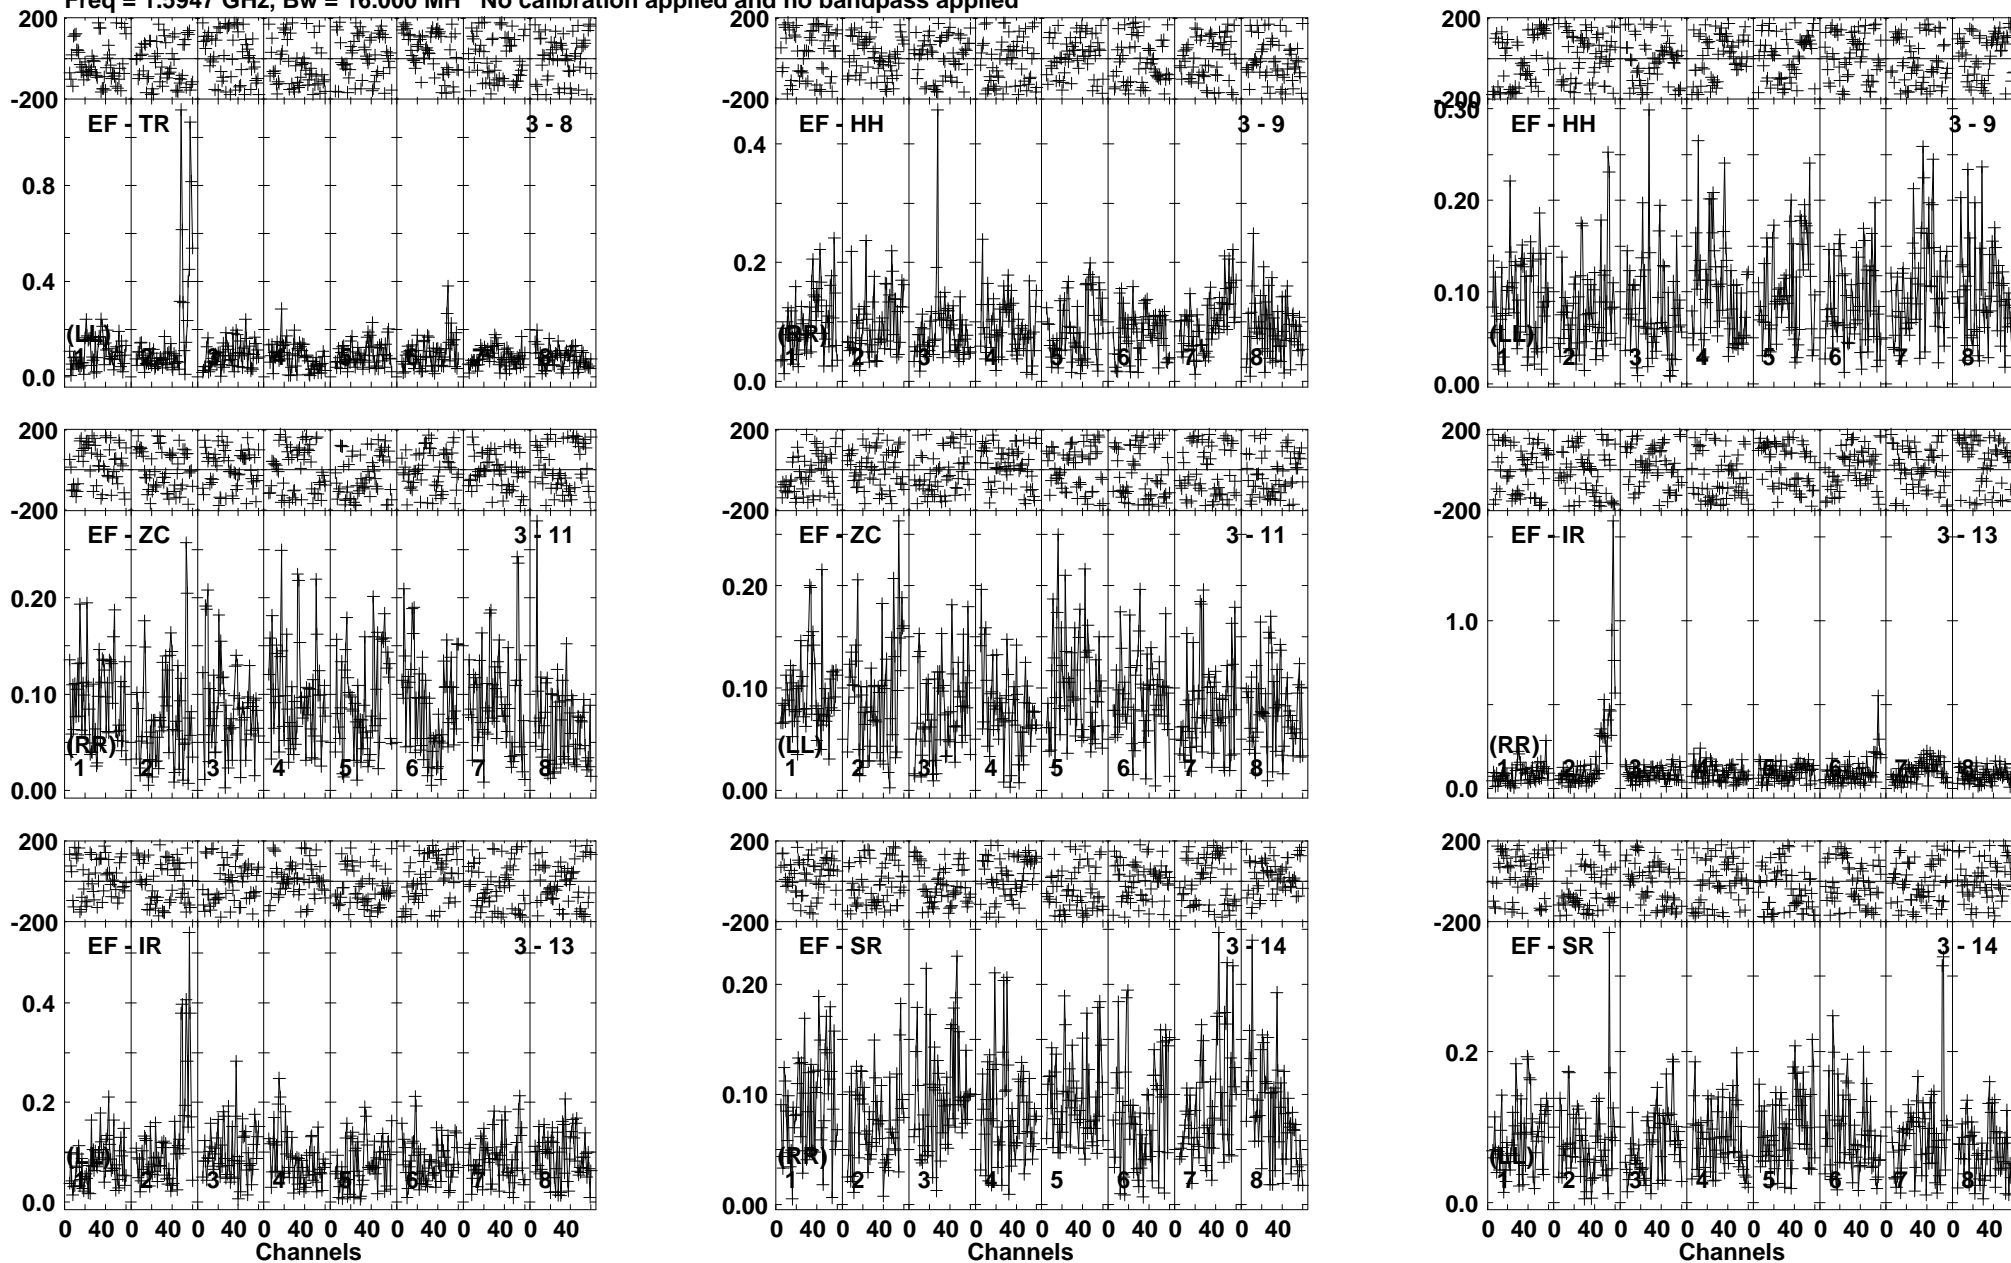 Freq = 1.5947 GHz, Bw = 16.000 MH No calibration applied and no bandpass applied
200 200 200
-200 -200 -200
EF - TR 3 - 8 EF - HH 3 - 9 EF - HH 3 - 9
0.30
0.8 0.4 0.20
0.4 0.2 0.10
0.0 0.0 0.00
(LL) (RR) (LL)
1 2 3 4 5 6 7 8 1 2 3 4 5 6 7 8 1 2 3 4 5 6 7 8
200 200 200
-200 -200 -200
EF - ZC 3 - 11 EF - ZC 3 - 11 EF - IR 3 - 13
0.20 0.20 1.0
0.10 0.10
0.00 0.00 0.0
(RR) (LL) (RR)
1 2 3 4 5 6 7 8 1 2 3 4 5 6 7 8 1 2 3 4 5 6 7 8
200 200 200
-200 -200 -200
EF - IR 3 - 13 EF - SR 3 - 14 EF - SR 3 - 14
0.4 0.20 0.2
0.2 0.10
0.0 0.00 0.0
(LL) (RR) (LL)
1 2 3 4 5 6 7 8 1 2 3 4 5 6 7 8 1 2 3 4 5 6 7 8
0 40 0 40 0 40 0 40 0 40 0 40 0 40 0 40 0 40 0 40 0 40 0 40 0 40 0 40 0 40 0 40 0 40 0 40 0 40 0 40 0 40 0 40 0 40 0 40
Channels Channels